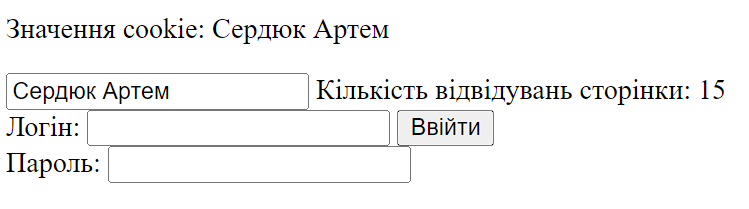 Значення cookie: Сердюк Артем
Сердюк Артем Кількість відвідувань сторінки: 15
Логін: Ввійти
Пароль: